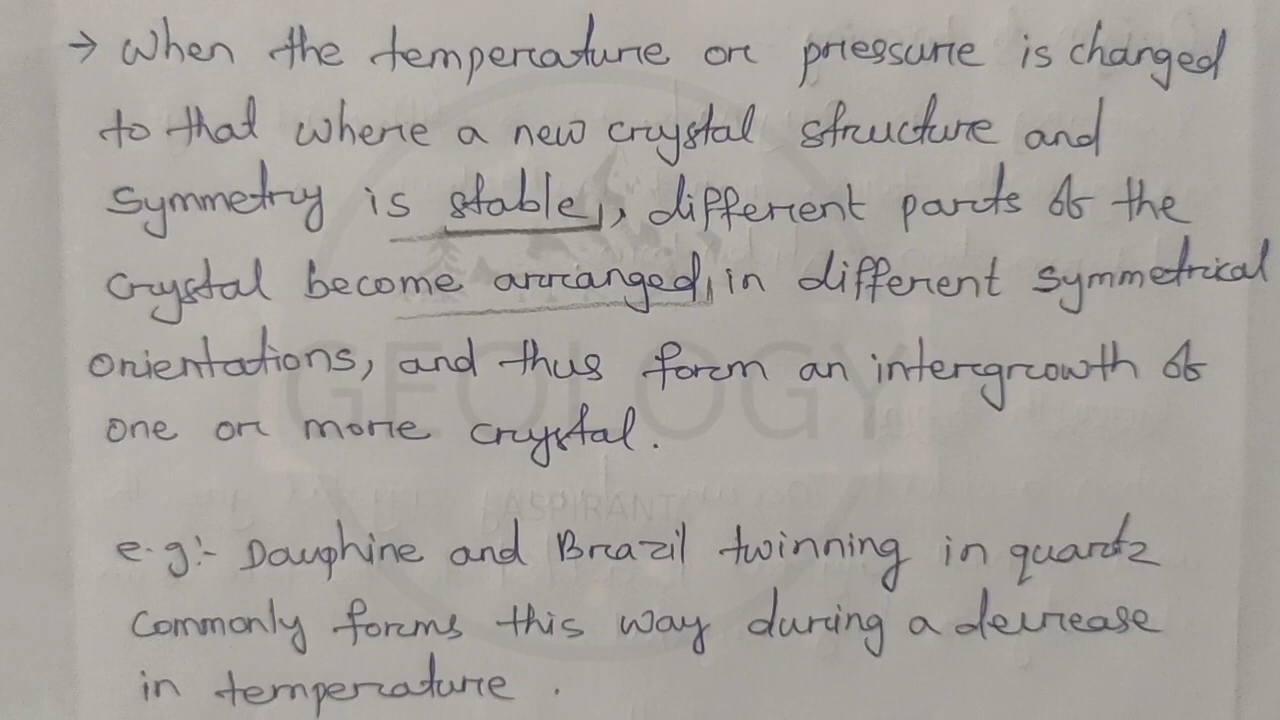 → When the temperature or pressure is changed
to that where a new crystal structure and
symmetry is stable, different parts of the
crystal become arranged, in different symmetrical
orientations, and thus form an intergrowth of
one or more crystal.
GEOLOGY
ASPIRANT
e.g:- Dauphine and Brazil twinning in quartz
commonly forms this way during a decrease
in temperature.